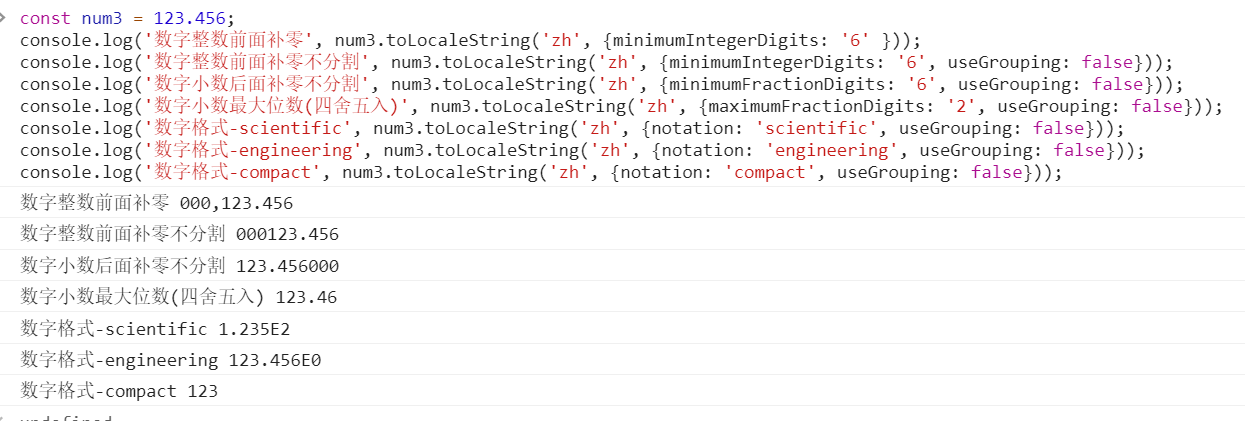 const num3 = 123.456;
console.log('数字整数前面补零', num3.toLocaleString('zh', {minimumIntegerDigits: '6' }));
console.log('数字整数前面补零不分割', num3.toLocaleString('zh', {minimumIntegerDigits: '6', useGrouping: false}));
console.log('数字小数后面补零不分割', num3.toLocaleString('zh', {minimumFractionDigits: '6', useGrouping: false}));
console.log('数字小数最大位数(四舍五入)', num3.toLocaleString('zh', {maximumFractionDigits: '2', useGrouping: false}));
console.log('数字格式-scientific', num3.toLocaleString('zh', {notation: 'scientific', useGrouping: false}));
console.log('数字格式-engineering', num3.toLocaleString('zh', {notation: 'engineering', useGrouping: false}));
console.log('数字格式-compact', num3.toLocaleString('zh', {notation: 'compact', useGrouping: false}));
数字整数前面补零 000,123.456
数字整数前面补零不分割 000123.456
数字小数后面补零不分割 123.456000
数字小数最大位数(四舍五入) 123.46
数字格式-scientific 1.235E2
数字格式-engineering 123.456E0
数字格式-compact 123
undefined